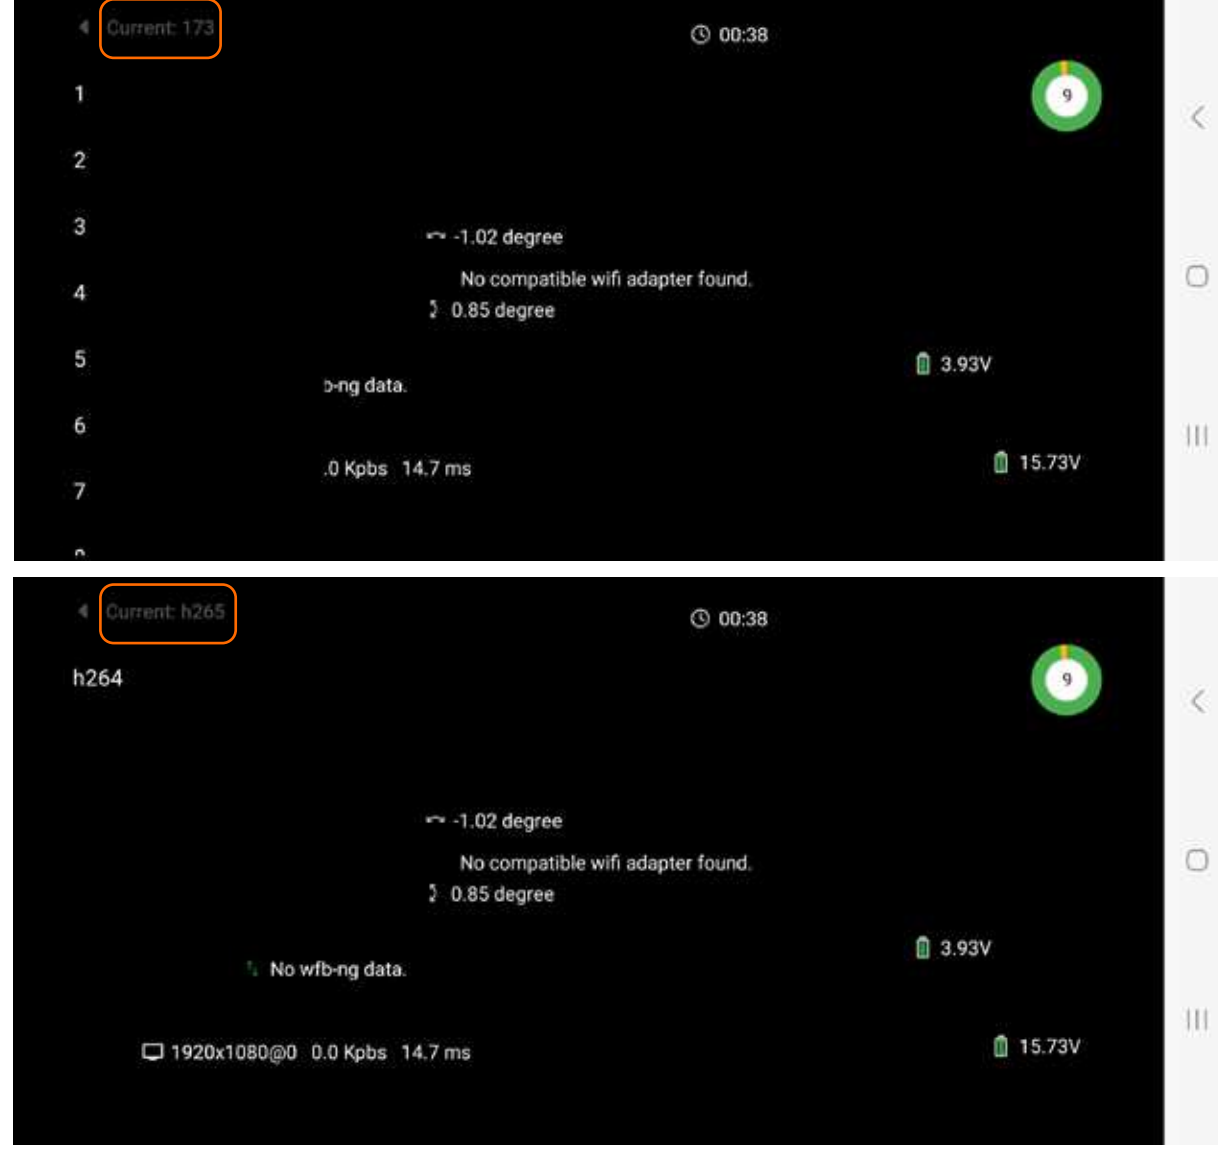 Current: 173
00:38
1
9
2
3
-1.02 degree
No compatible wifi adapter found.
4
0.85 degree
5
3.93V
b-ng data.
6
.0 Kpbs 14.7 ms
15.73V
7
Current: h265
00:38
h264
9
-1.02 degree
No compatible wifi adapter found.
0.85 degree
3.93V
No wfb-ng data.
1920x1080@0 0.0 Kpbs 14.7 ms
15.73V